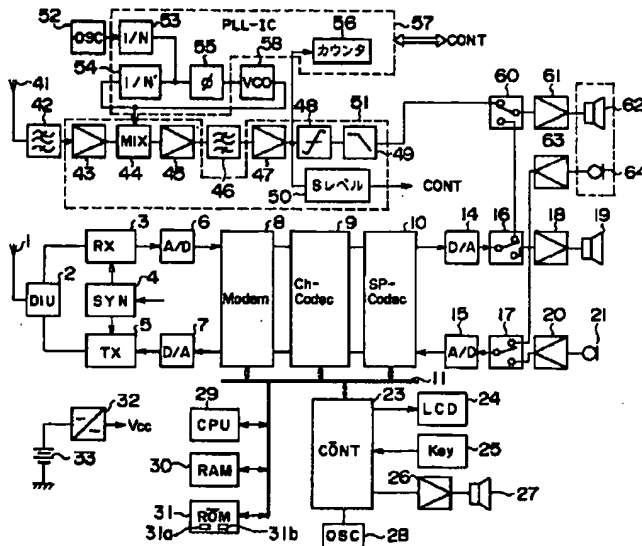 52 53 PLL-IC 56 57
OSC I/N 55 58 カウンタ CONT
54
I/N' φ VCO
41
42 48 51 60 61 62
MIX
63
43 44 45 46 47 49 64
50 Sレベル CONT
3 6 8 9 10 14 16 18 19
1 RX A/D D/A
2 4
DIU SYN Modem Ch-Codec SP-Codec
5 7 15 17 20 21
TX D/A A/D
11
32 29 23 24
Vcc CPU CONT LCD
33 30 25
RAM Key
26
31 ROM 27
31a 31b OSC 28